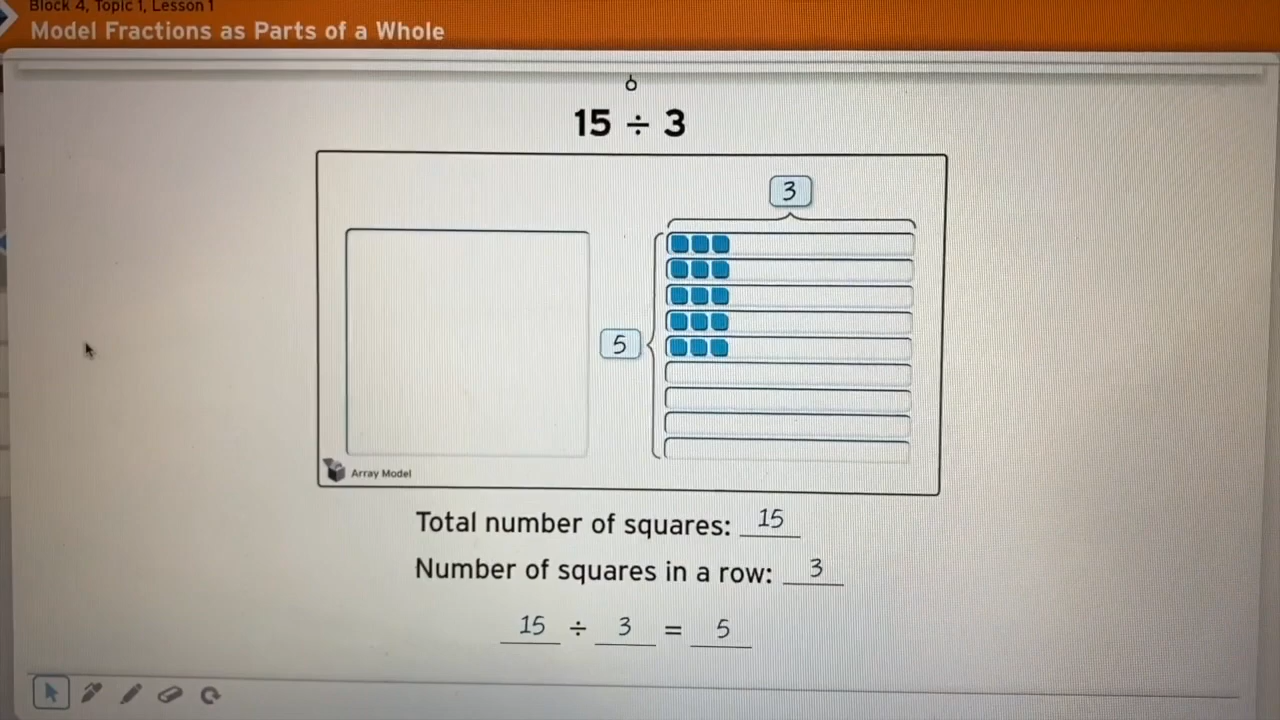 Block 4, Topic 1, Lesson 1
Model Fractions as Parts of a Whole
15 ÷ 3
3
5
Array Model
Total number of squares: 15
Number of squares in a row: 3
15 ÷ 3 = 5